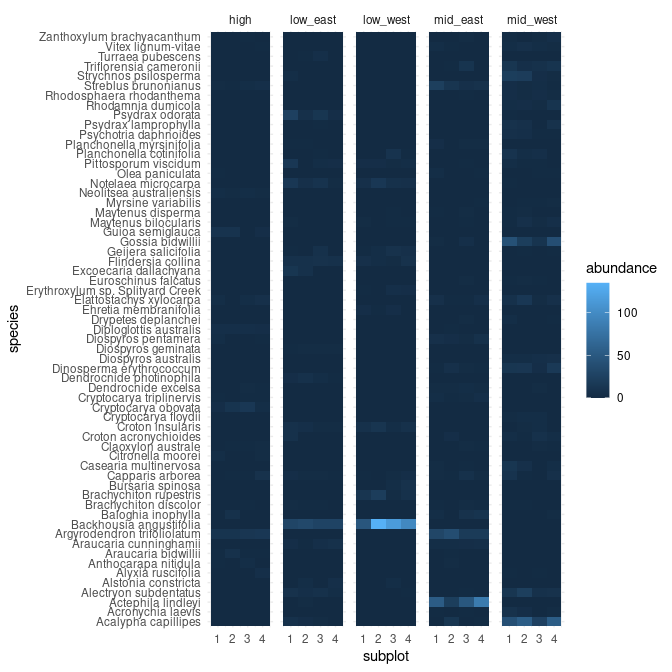 high low_east low_west mid_east mid_west
Zanthoxylum brachyacanthum
Vitex lignum-vitae
Turraea pubescens
Triflorensia cameronii
Strychnos psilosperma
Streblus brunonianus
Rhodosphaera rhodanthema
Rhodamnia dumicola
Psydrax odorata
Psydrax lamprophylla
Psychotria daphnoides
Planchonella myrsinifolia
Planchonella cotinifolia
Pittosporum viscidum
Olea paniculata
Notelaea microcarpa
Neolitsea australiensis
Myrsine variabilis
Maytenus disperma
Maytenus bilocularis
Guioa semiglauca
Gossia bidwillii
Geijera salicifolia
Flindersia collina
Excoecaria dallachyana
Euroschinus falcatus
Erythroxylum sp. Splityard Creek
Elattostachys xylocarpa
Ehretia membranifolia
Drypetes deplanchei
Diploglottis australis
Diospyros pentamera
Diospyros geminata
Diospyros australis
Dinosperma erythrococcum
Dendrocnide photinophila
Dendrocnide excelsa
Cryptocarya triplinervis
Cryptocarya obovata
Cryptocarya floydii
Croton insularis
Croton acronychioides
Claoxylon australe
Citronella moorei
Casearia multinervosa
Capparis arborea
Bursaria spinosa
Brachychiton rupestris
Brachychiton discolor
Baloghia inophylla
Backhousia angustifolia
Argyrodendron trifoliolatum
Araucaria cunninghamii
Araucaria bidwillii
Anthocarapa nitidula
Alyxia ruscifolia
Alstonia constricta
Alectryon subdentatus
Actephila lindleyi
Acronychia laevis
Acalypha capillipes
species
1 2 3 4 1 2 3 4 1 2 3 4 1 2 3 4 1 2 3 4
subplot
abundance
100
50
0